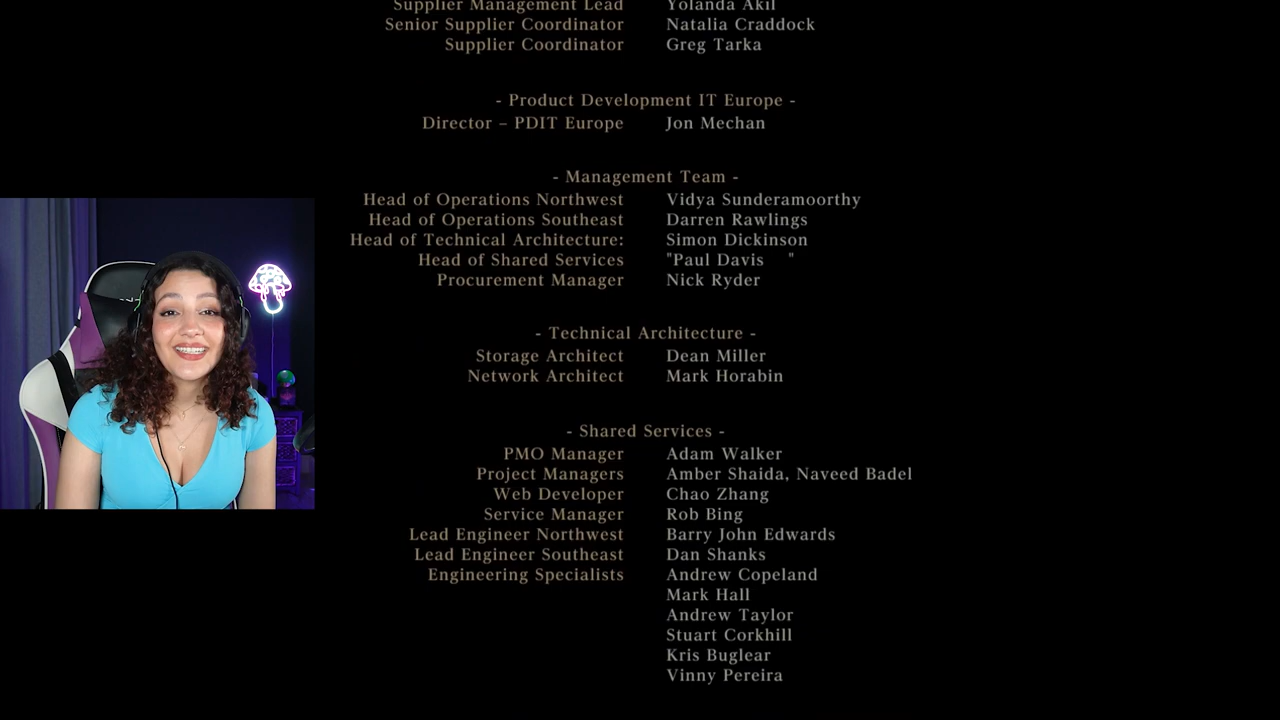 Supplier Management Lead Yolanda Akil
Senior Supplier Coordinator Natalia Craddock
Supplier Coordinator Greg Tarka
- Product Development IT Europe -
Director – PDIT Europe Jon Mechan
- Management Team -
Head of Operations Northwest Vidya Sunderamoorthy
Head of Operations Southeast Darren Rawlings
Head of Technical Architecture: Simon Dickinson
Head of Shared Services "Paul Davis "
Procurement Manager Nick Ryder
- Technical Architecture -
Storage Architect Dean Miller
Network Architect Mark Horabin
- Shared Services -
PMO Manager Adam Walker
Project Managers Amber Shaida, Naveed Badel
Web Developer Chao Zhang
Service Manager Rob Bing
Lead Engineer Northwest Barry John Edwards
Lead Engineer Southeast Dan Shanks
Engineering Specialists Andrew Copeland
Mark Hall
Andrew Taylor
Stuart Corkhill
Kris Buglear
Vinny Pereira